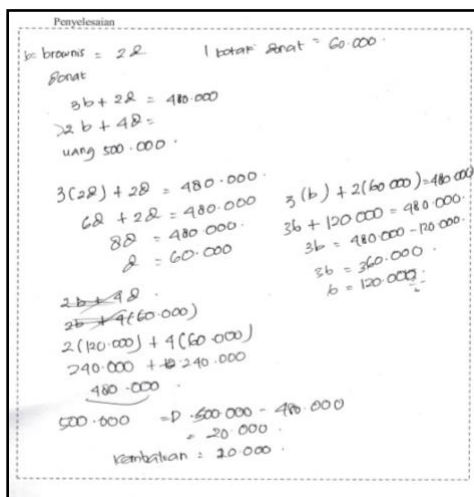 Penyelesaian
b = brownis = 2d
donat
1 kotak donat = 60.000.
3b + 2d = 480.000
2b + 4d =
uang 500.000.
3(2d) + 2d = 480.000.
6d + 2d = 480.000
8d = 480.000.
d = 60.000
3(b) + 2(60.000) = 480.000
3b + 120.000 = 480.000.
3b = 480.000 - 120.000.
3b = 360.000.
b = 120.000.
2b + 4d.
2b + 4(60.000)
2(120.000) + 4(60.000)
240.000 + 240.000
480.000.
500.000 => 500.000 - 480.000
= 20.000.
Kembalian = 20.000.